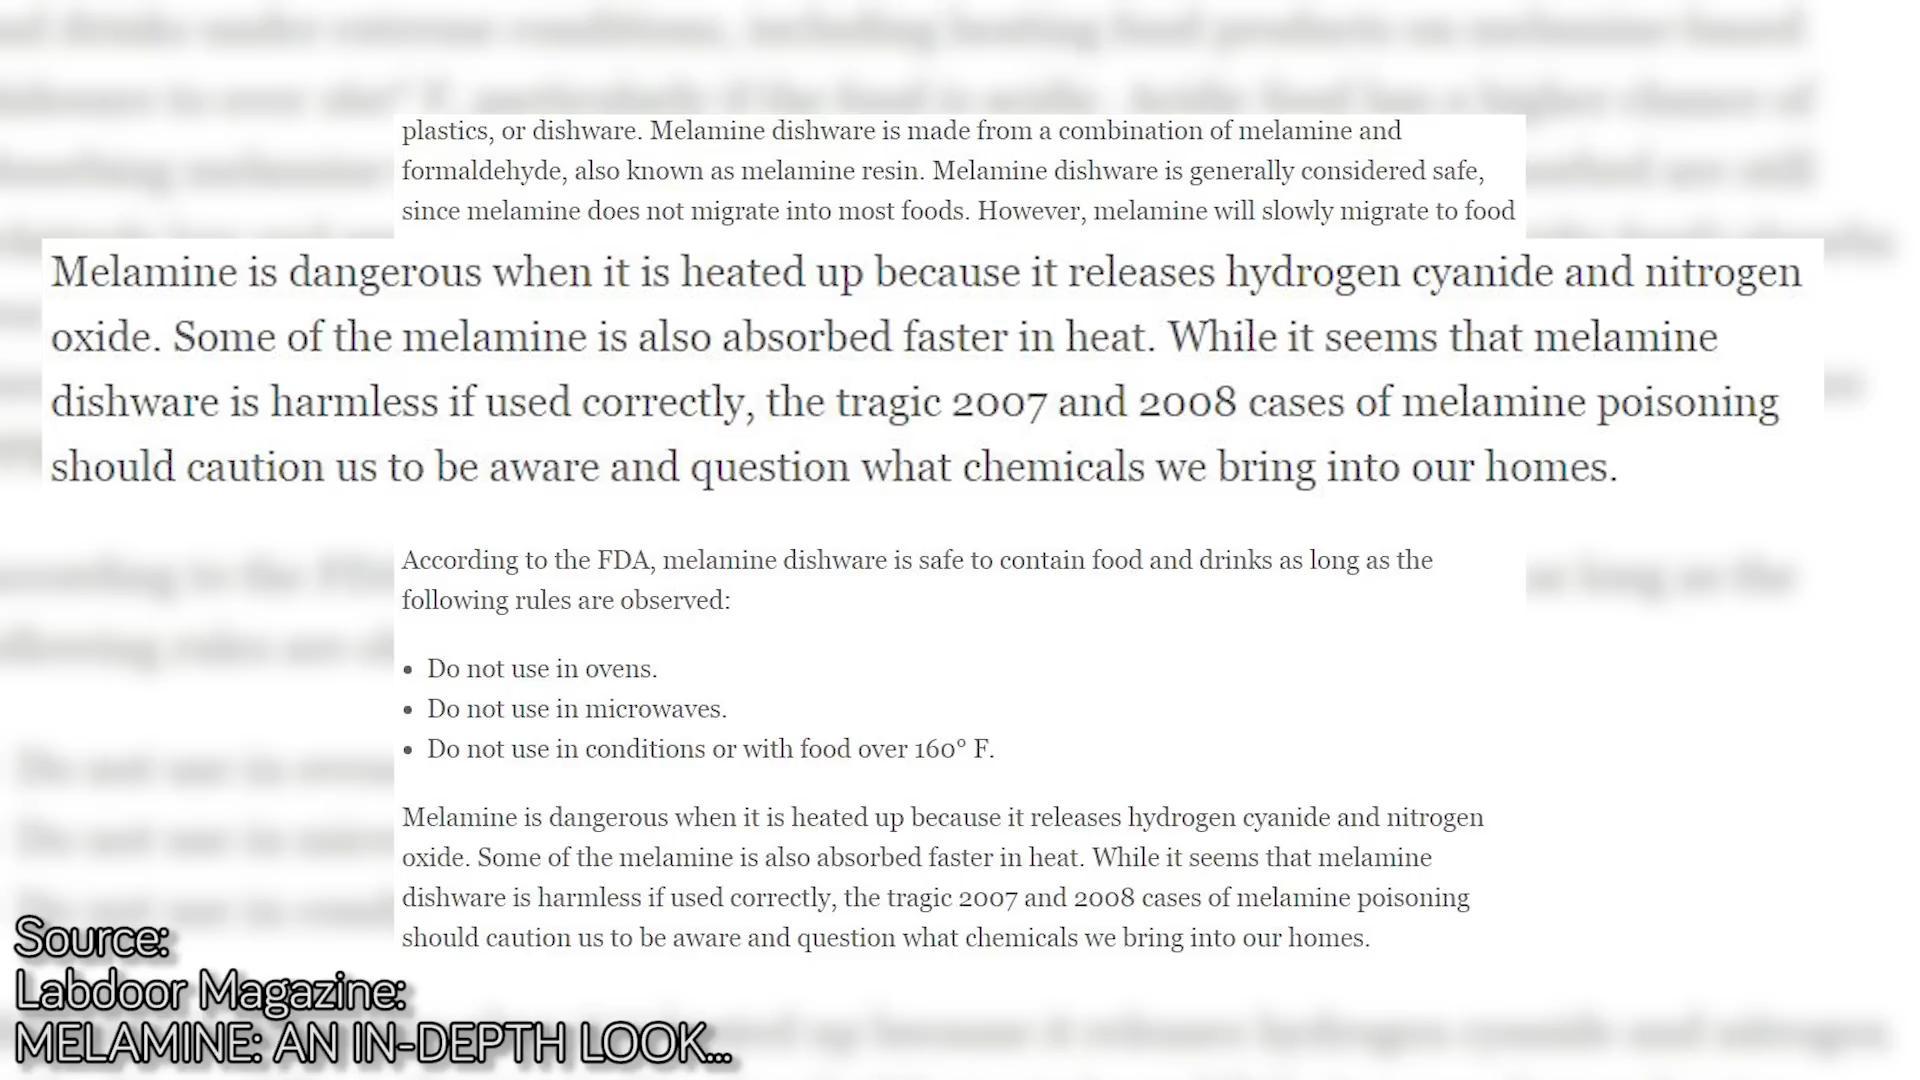 plastics, or dishware. Melamine dishware is made from a combination of melamine and
formaldehyde, also known as melamine resin. Melamine dishware is generally considered safe,
since melamine does not migrate into most foods. However, melamine will slowly migrate to food
Melamine is dangerous when it is heated up because it releases hydrogen cyanide and nitrogen
oxide. Some of the melamine is also absorbed faster in heat. While it seems that melamine
dishware is harmless if used correctly, the tragic 2007 and 2008 cases of melamine poisoning
should caution us to be aware and question what chemicals we bring into our homes.
According to the FDA, melamine dishware is safe to contain food and drinks as long as the
following rules are observed:
• Do not use in ovens.
• Do not use in microwaves.
• Do not use in conditions or with food over 160° F.
Melamine is dangerous when it is heated up because it releases hydrogen cyanide and nitrogen
oxide. Some of the melamine is also absorbed faster in heat. While it seems that melamine
dishware is harmless if used correctly, the tragic 2007 and 2008 cases of melamine poisoning
should caution us to be aware and question what chemicals we bring into our homes.
Source:
Labdoor Magazine:
MELAMINE: AN IN-DEPTH LOOK...